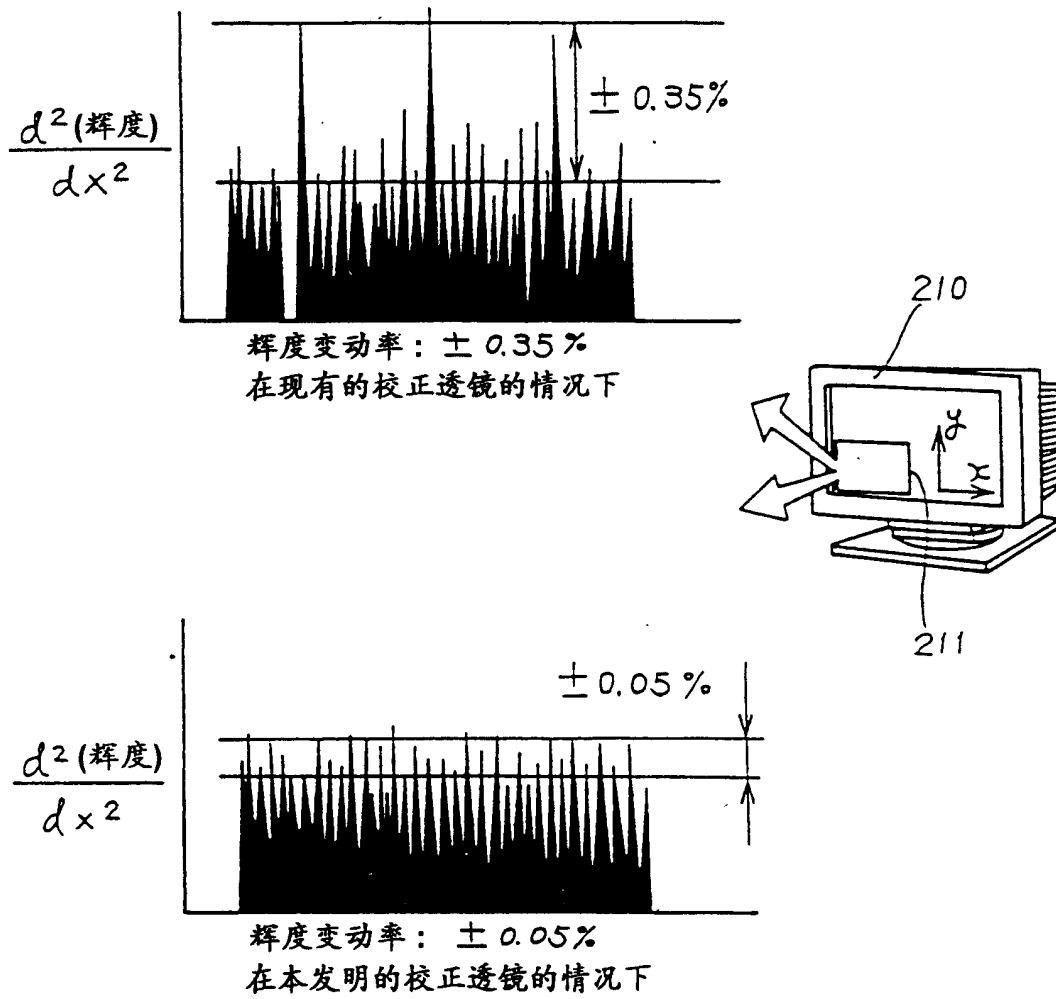 d²(辉度)
dx²
± 0.35%
辉度变动率: ± 0.35%
在现有的校正透镜的情况下
210
y
x
211
± 0.05%
d²(辉度)
dx²
辉度变动率: ± 0.05%
在本发明的校正透镜的情况下